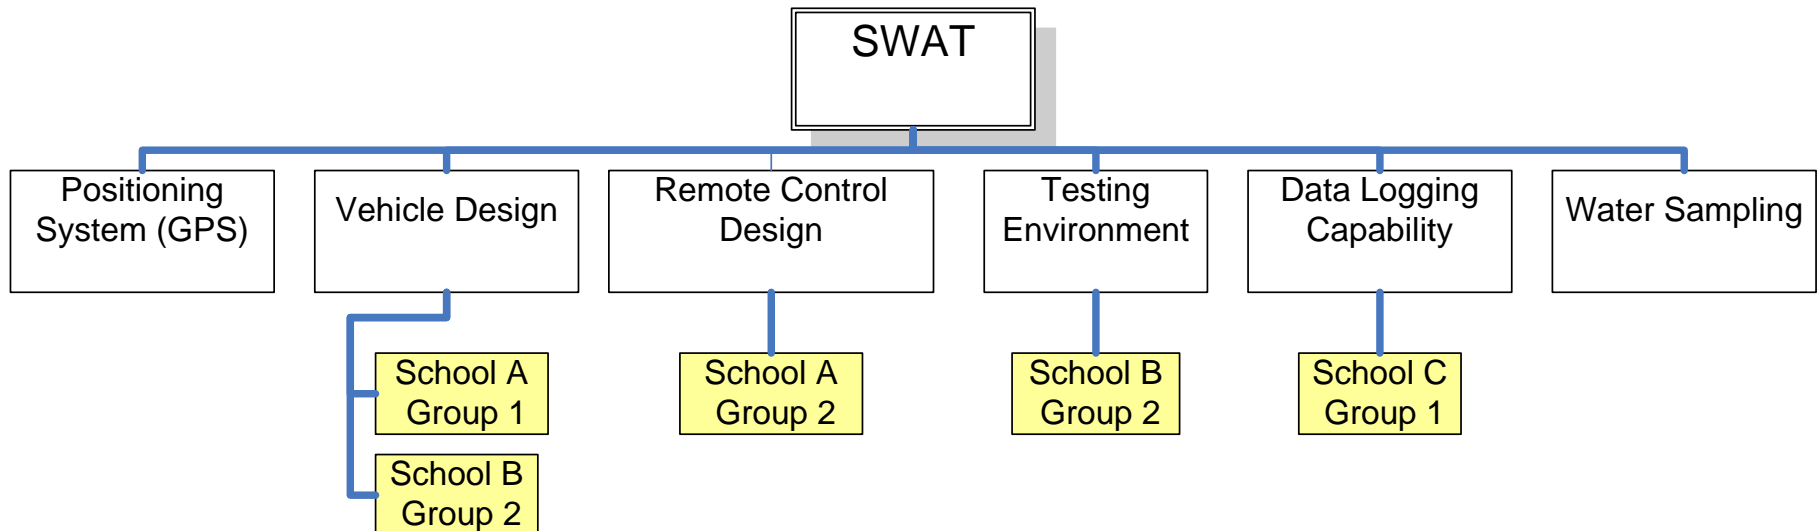 SWAT
Positioning
System (GPS)
Vehicle Design
Remote Control
Design
Testing
Environment
Data Logging
Capability
Water Sampling
School A
Group 1
School A
Group 2
School B
Group 2
School C
Group 1
School B
Group 2